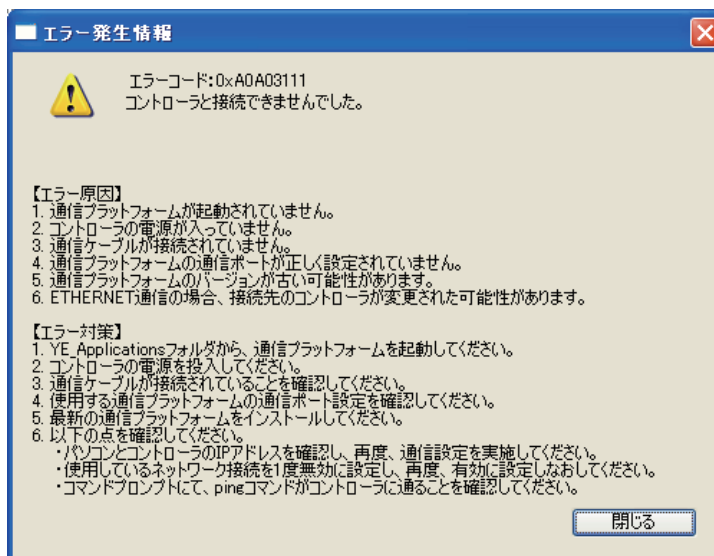 エラー発生情報
エラーコード:0xA0A03111
コントローラと接続できませんでした。
【エラー原因】
1. 通信プラットフォームが起動されていません。
2. コントローラの電源が入っていません。
3. 通信ケーブルが接続されていません。
4. 通信プラットフォームの通信ポートが正しく設定されていません。
5. 通信プラットフォームのバージョンが古い可能性があります。
6. ETHERNET通信の場合、接続先のコントローラが変更された可能性があります。
【エラー対策】
1. YE_Applicationsフォルダから、通信プラットフォームを起動してください。
2. コントローラの電源を投入してください。
3. 通信ケーブルが接続されていることを確認してください。
4. 使用する通信プラットフォームの通信ポート設定を確認してください。
5. 最新の通信プラットフォームをインストールしてください。
6. 以下の点を確認してください。
・パソコンとコントローラのIPアドレスを確認し、再度、通信設定を実施してください。
・使用しているネットワーク接続を1度無効に設定し、再度、有効に設定しなおしてください。
・コマンドプロンプトにて、pingコマンドがコントローラに通ることを確認してください。
閉じる